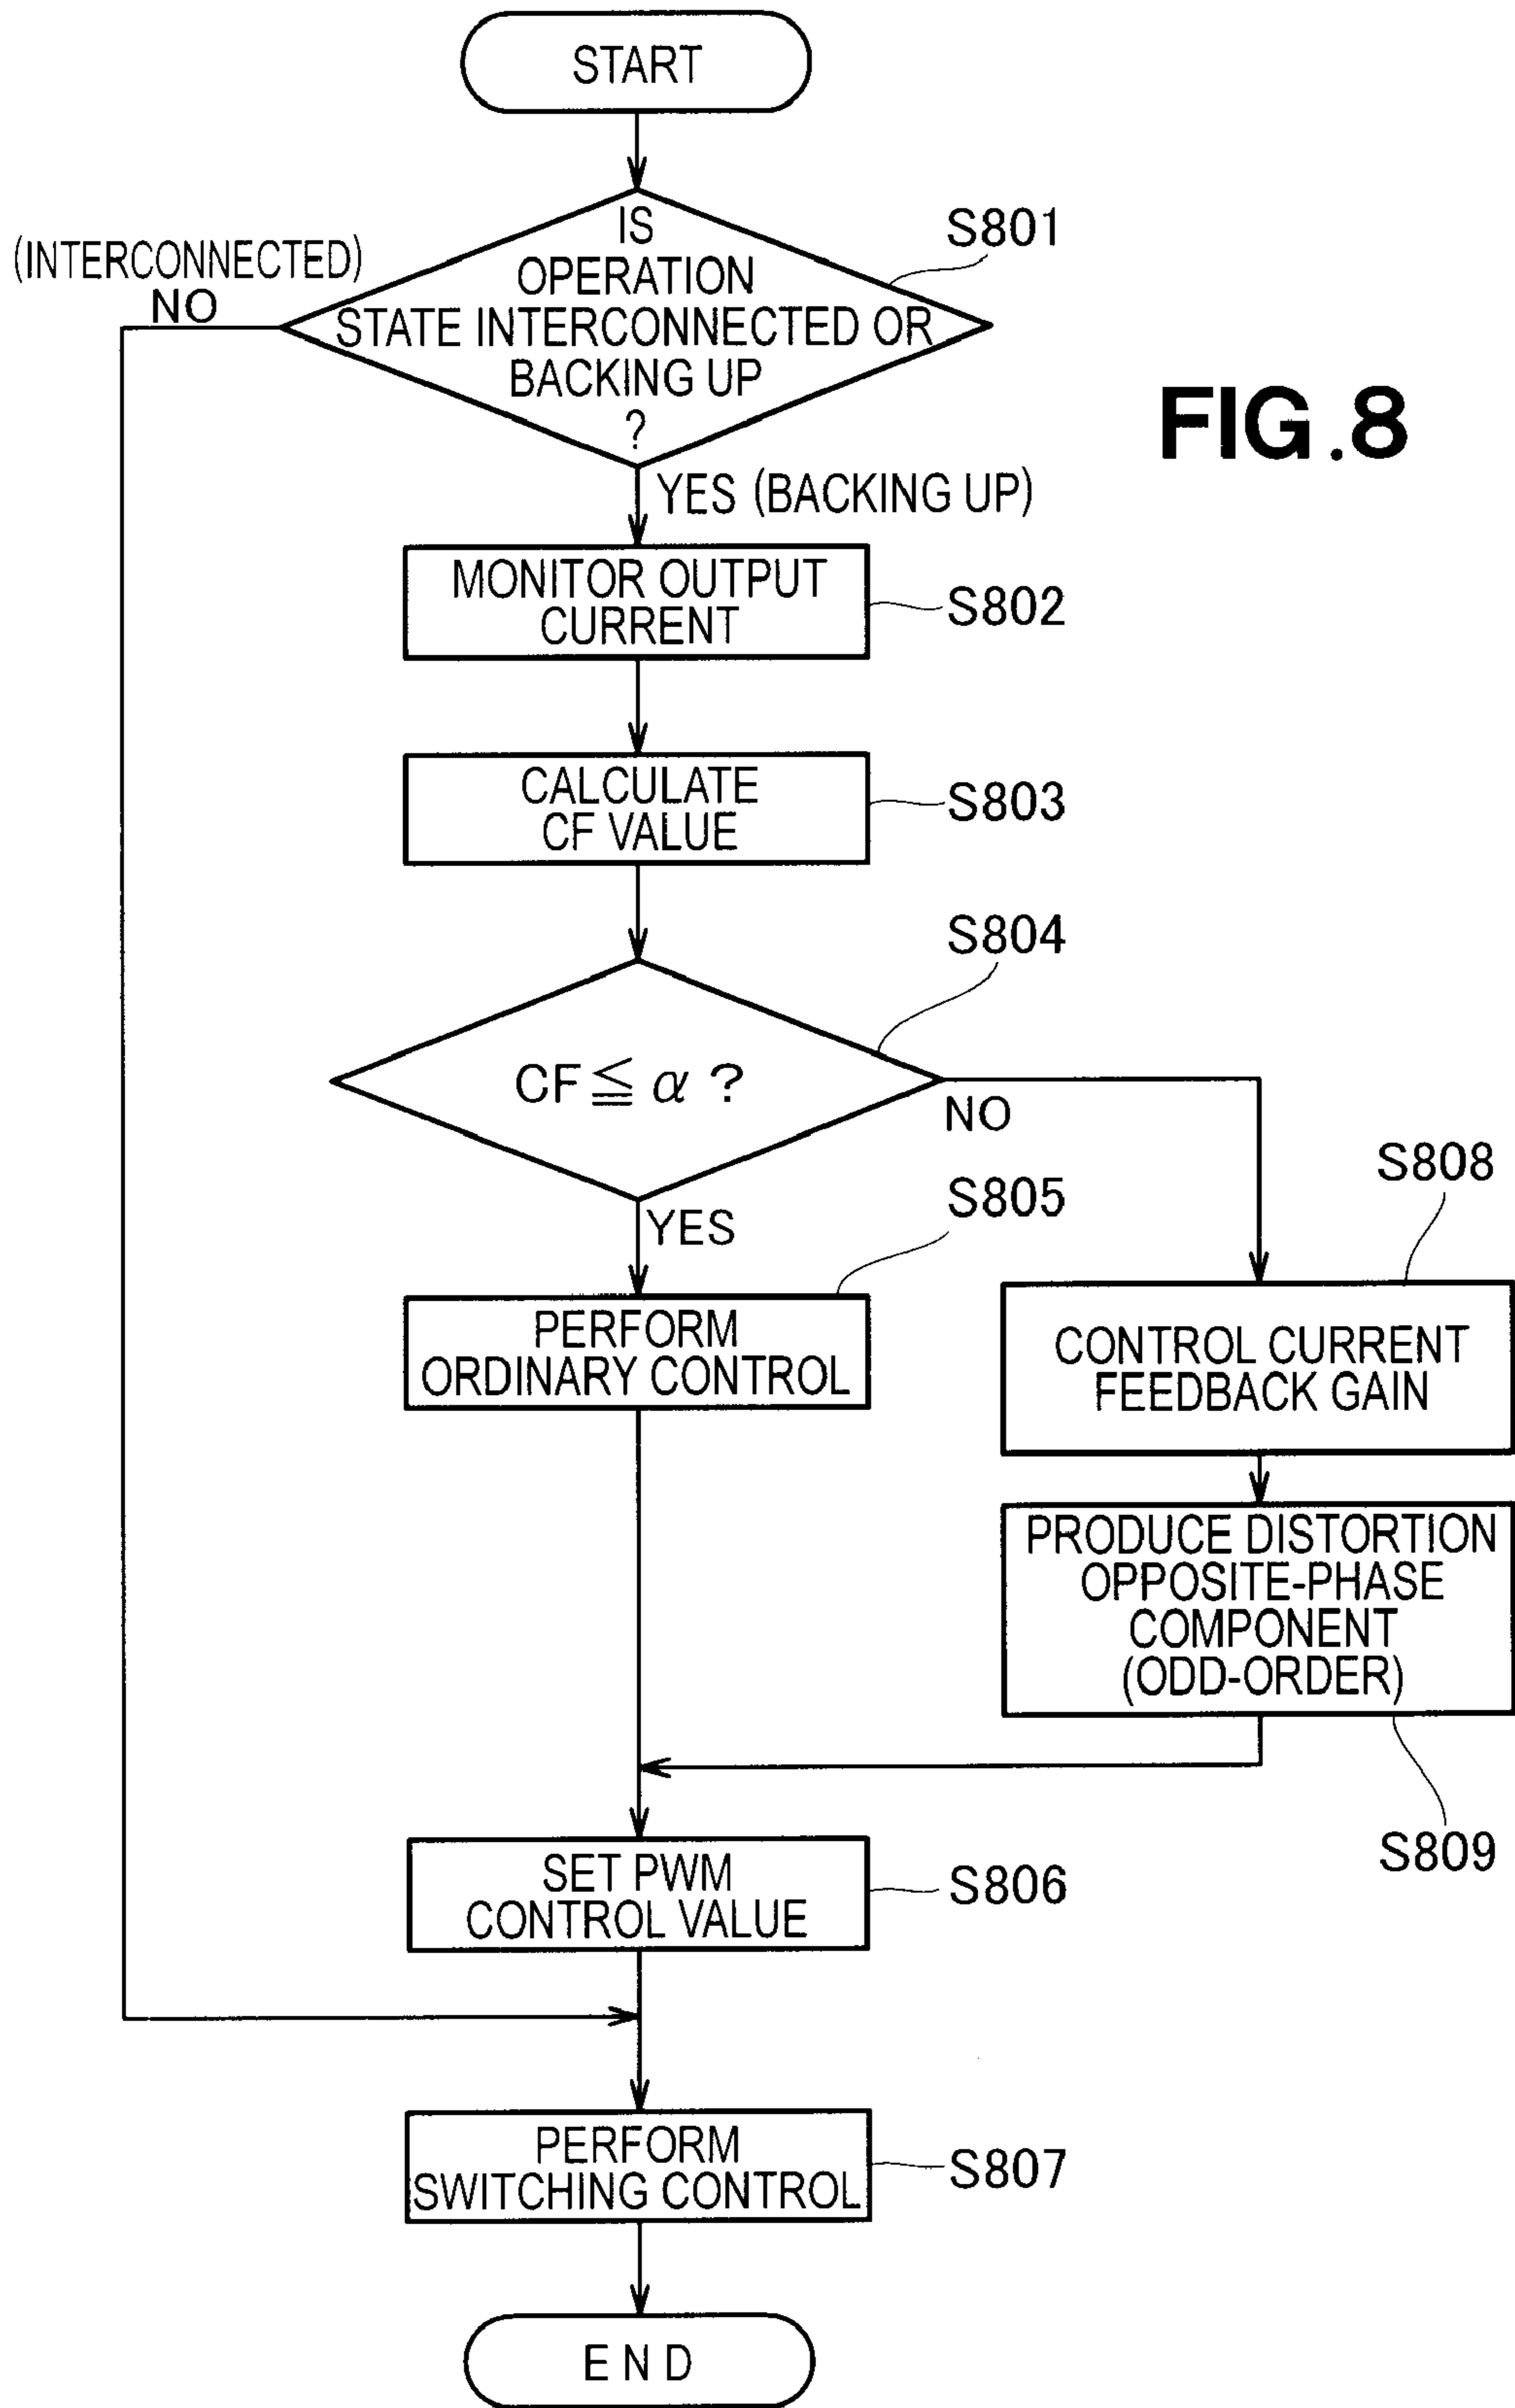 START
IS
OPERATION
STATE INTERCONNECTED OR
BACKING UP
?
S801
(INTERCONNECTED)
NO
FIG.8
YES (BACKING UP)
MONITOR OUTPUT
CURRENT
S802
CALCULATE
CF VALUE
S803
S804
CF ≦ α ?
NO
YES
S805
S808
PERFORM
ORDINARY CONTROL
CONTROL CURRENT
FEEDBACK GAIN
PRODUCE DISTORTION
OPPOSITE-PHASE
COMPONENT
(ODD-ORDER)
S809
SET PWM
CONTROL VALUE
S806
PERFORM
SWITCHING CONTROL
S807
END